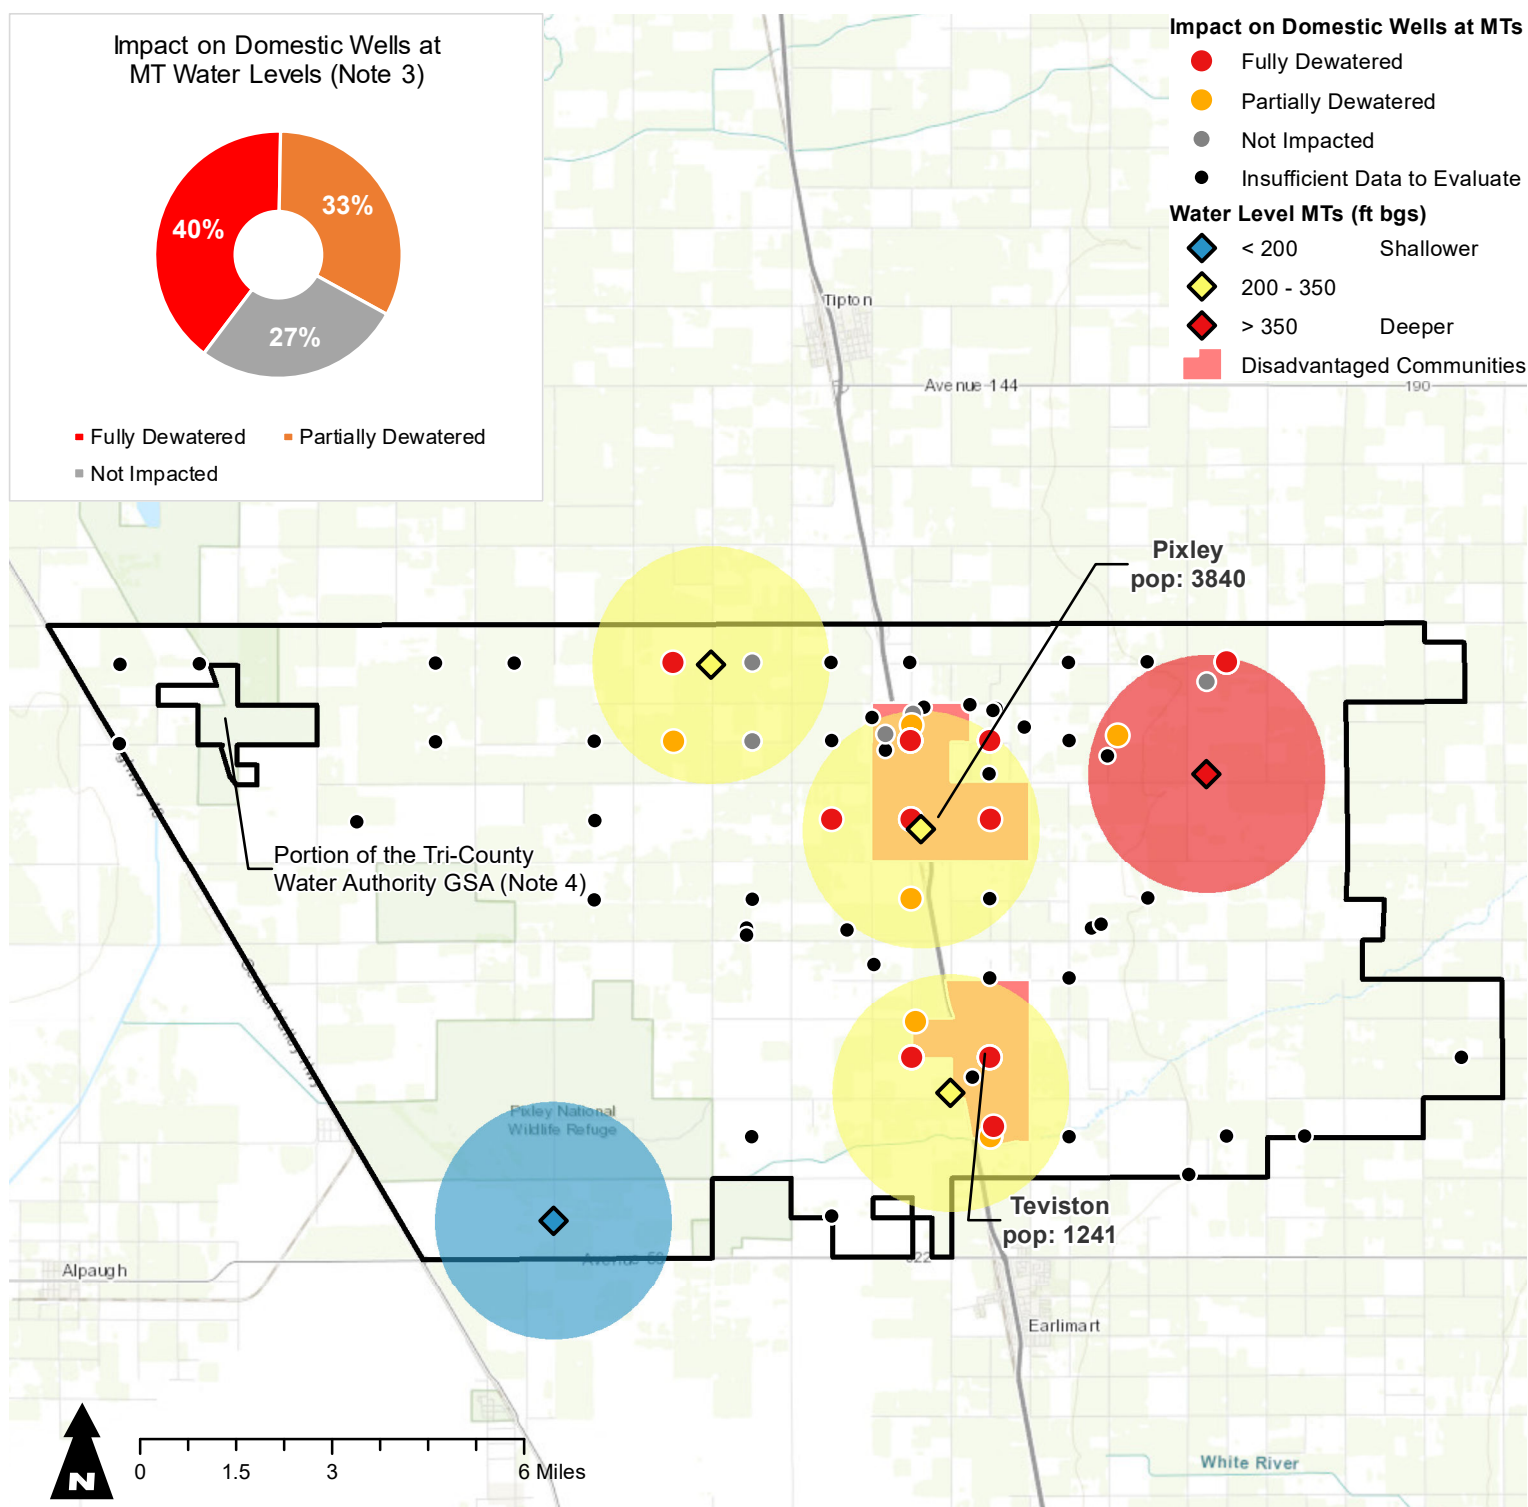 Impact on Domestic Wells at
MT Water Levels (Note 3)
40%
33%
27%
Fully Dewatered
Partially Dewatered
Not Impacted
Impact on Domestic Wells at MTs
Fully Dewatered
Partially Dewatered
Not Impacted
Insufficient Data to Evaluate
Water Level MTs (ft bgs)
< 200 Shallower
200 - 350
> 350 Deeper
Disadvantaged Communities
Tipton
Avenue 144
190
Pixley
pop: 3840
Portion of the Tri-County
Water Authority GSA (Note 4)
Central Valley Hwy
Pixley National
Wildlife Refuge
Teviston
pop: 1241
Alpaugh
Earlimart
White River
N
0
1.5
3
6 Miles